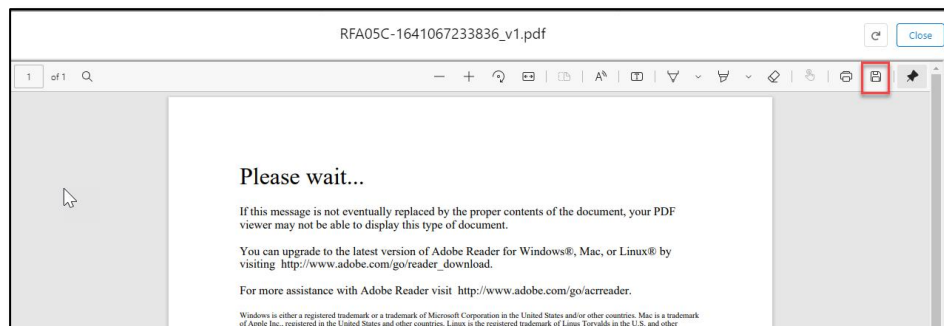 RFA05C-1641067233836_v1.pdf
Close
1 of 1
Please wait...
If this message is not eventually replaced by the proper contents of the document, your PDF
viewer may not be able to display this type of document.
You can upgrade to the latest version of Adobe Reader for Windows®, Mac, or Linux® by
visiting http://www.adobe.com/go/reader_download.
For more assistance with Adobe Reader visit http://www.adobe.com/go/acrreader.
Windows is either a registered trademark or a trademark of Microsoft Corporation in the United States and/or other countries. Mac is a trademark
of Apple Inc., registered in the United States and other countries. Linux is the registered trademark of Linus Torvalds in the U.S. and other